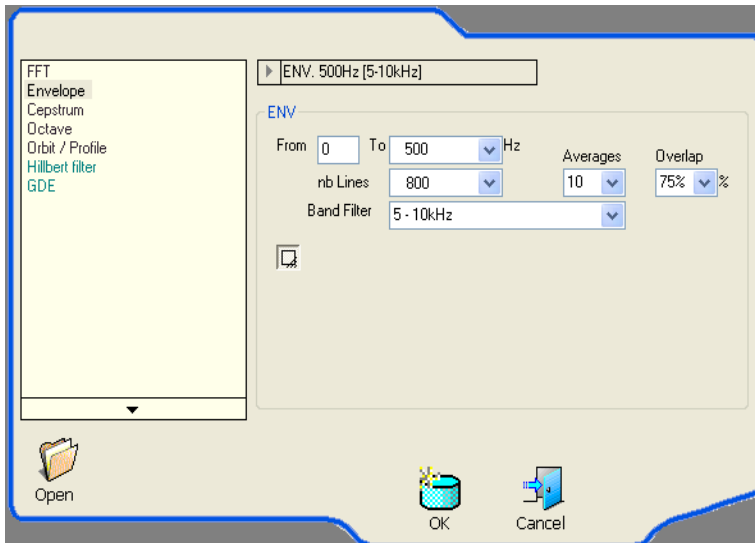 FFT
Envelope
Cepstrum
Octave
Orbit / Profile
Hillbert filter
GDE
Open
ENV. 500Hz [5-10kHz]
ENV
From 0 To 500 Hz
Averages Overlap
nb Lines 800 10 75% %
Band Filter 5 - 10kHz
OK Cancel